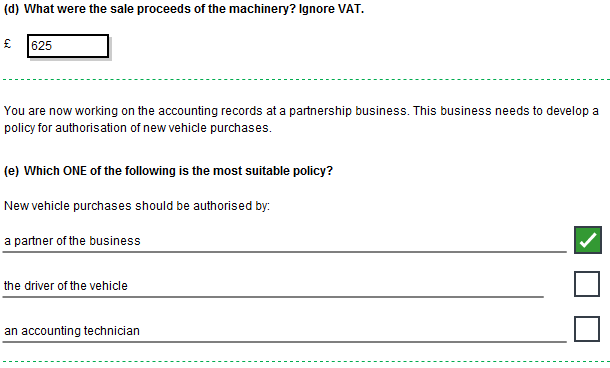 (d) What were the sale proceeds of the machinery? Ignore VAT.
£ 625
You are now working on the accounting records at a partnership business. This business needs to develop a
policy for authorisation of new vehicle purchases.
(e) Which ONE of the following is the most suitable policy?
New vehicle purchases should be authorised by:
a partner of the business
the driver of the vehicle
an accounting technician